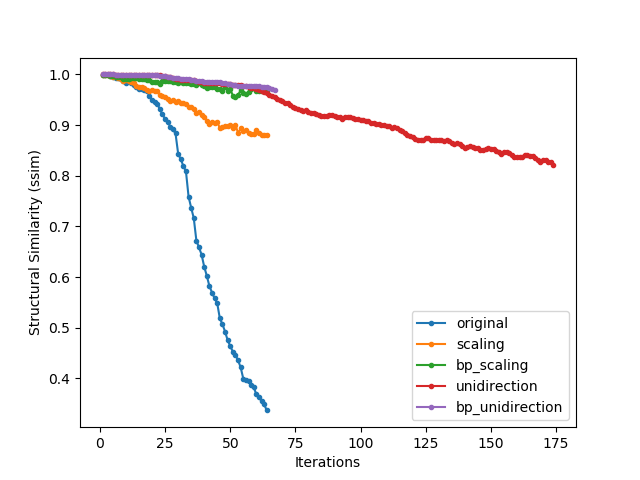 1.0
0.9
0.8
0.7
0.6
0.5
0.4
Structural Similarity (ssim)
0 25 50 75 100 125 150 175
Iterations
original
scaling
bp_scaling
unidirection
bp_unidirection